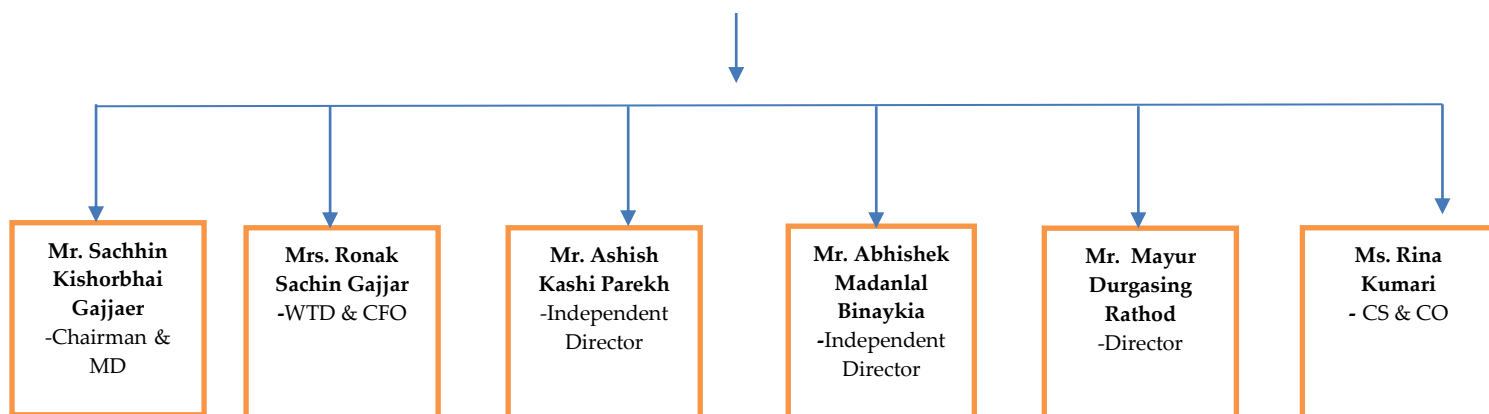 Mr. Sachhin
Kishorbhai
Gajjaer
-Chairman &
MD
Mrs. Ronak
Sachin Gajjar
-WTD & CFO
Mr. Ashish
Kashi Parekh
-Independent
Director
Mr. Abhishek
Madanlal
Binaykia
-Independent
Director
Mr. Mayur
Durgasing
Rathod
-Director
Ms. Rina
Kumari
- CS & CO